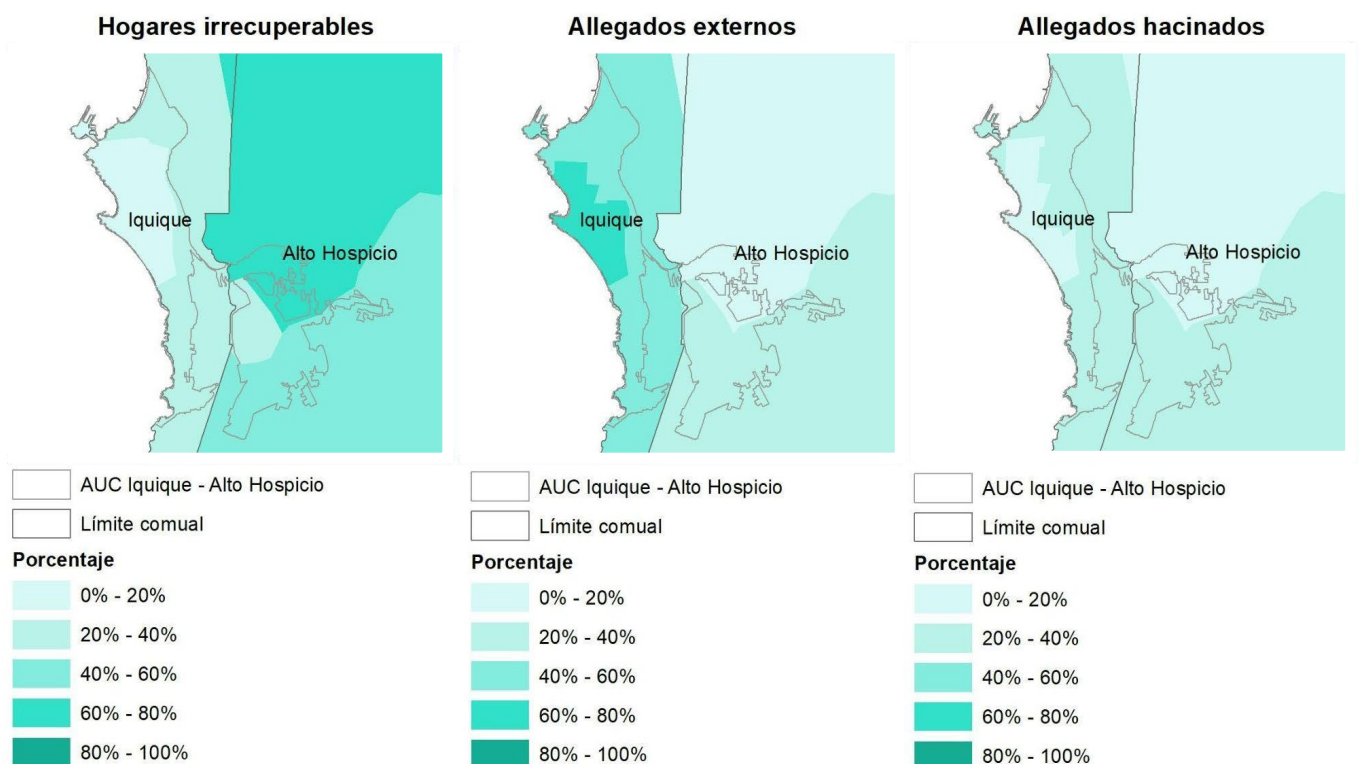 Hogares irrecuperables
Iquique
Alto Hospicio
AUC Iquique - Alto Hospicio
Límite comual
Porcentaje
0% - 20%
20% - 40%
40% - 60%
60% - 80%
80% - 100%
Allegados externos
Iquique
Alto Hospicio
AUC Iquique - Alto Hospicio
Límite comual
Porcentaje
0% - 20%
20% - 40%
40% - 60%
60% - 80%
80% - 100%
Allegados hacinados
Iquique
Alto Hospicio
AUC Iquique - Alto Hospicio
Límite comual
Porcentaje
0% - 20%
20% - 40%
40% - 60%
60% - 80%
80% - 100%